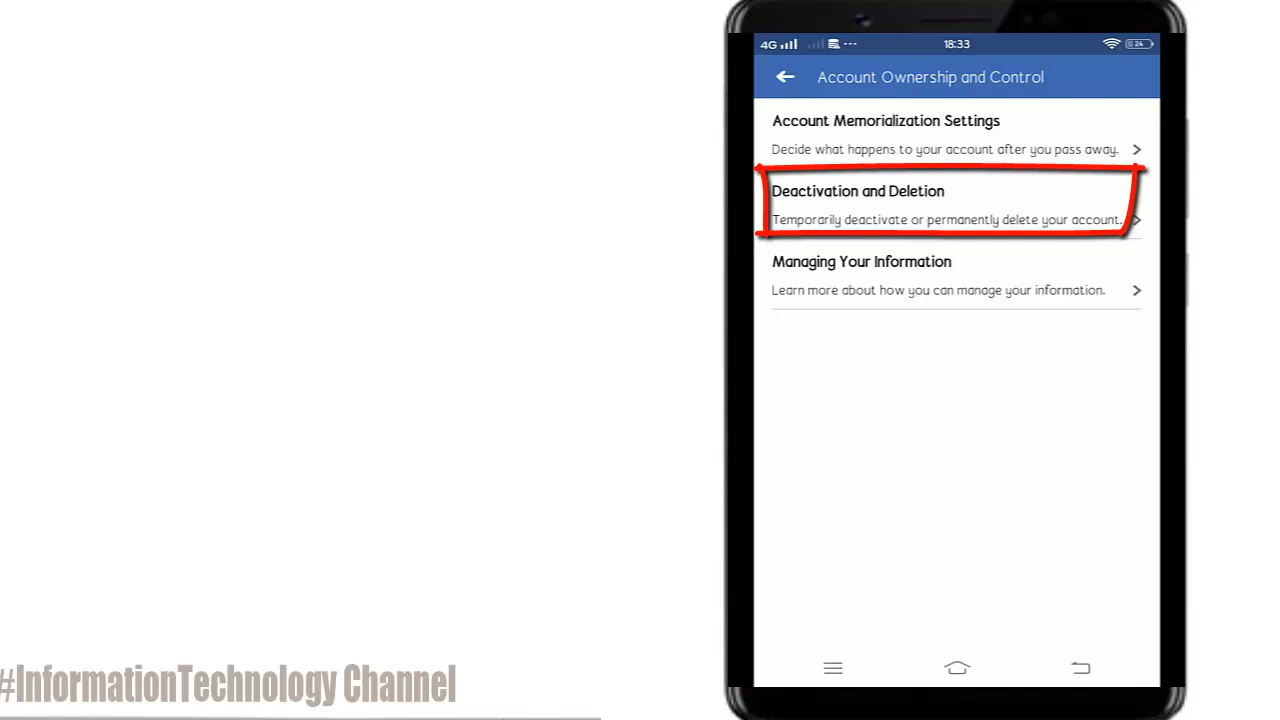 4G 18:33 24
Account Ownership and Control
Account Memorialization Settings
Decide what happens to your account after you pass away.
Deactivation and Deletion
Temporarily deactivate or permanently delete your account.
Managing Your Information
Learn more about how you can manage your information.
#InformationTechnology Channel